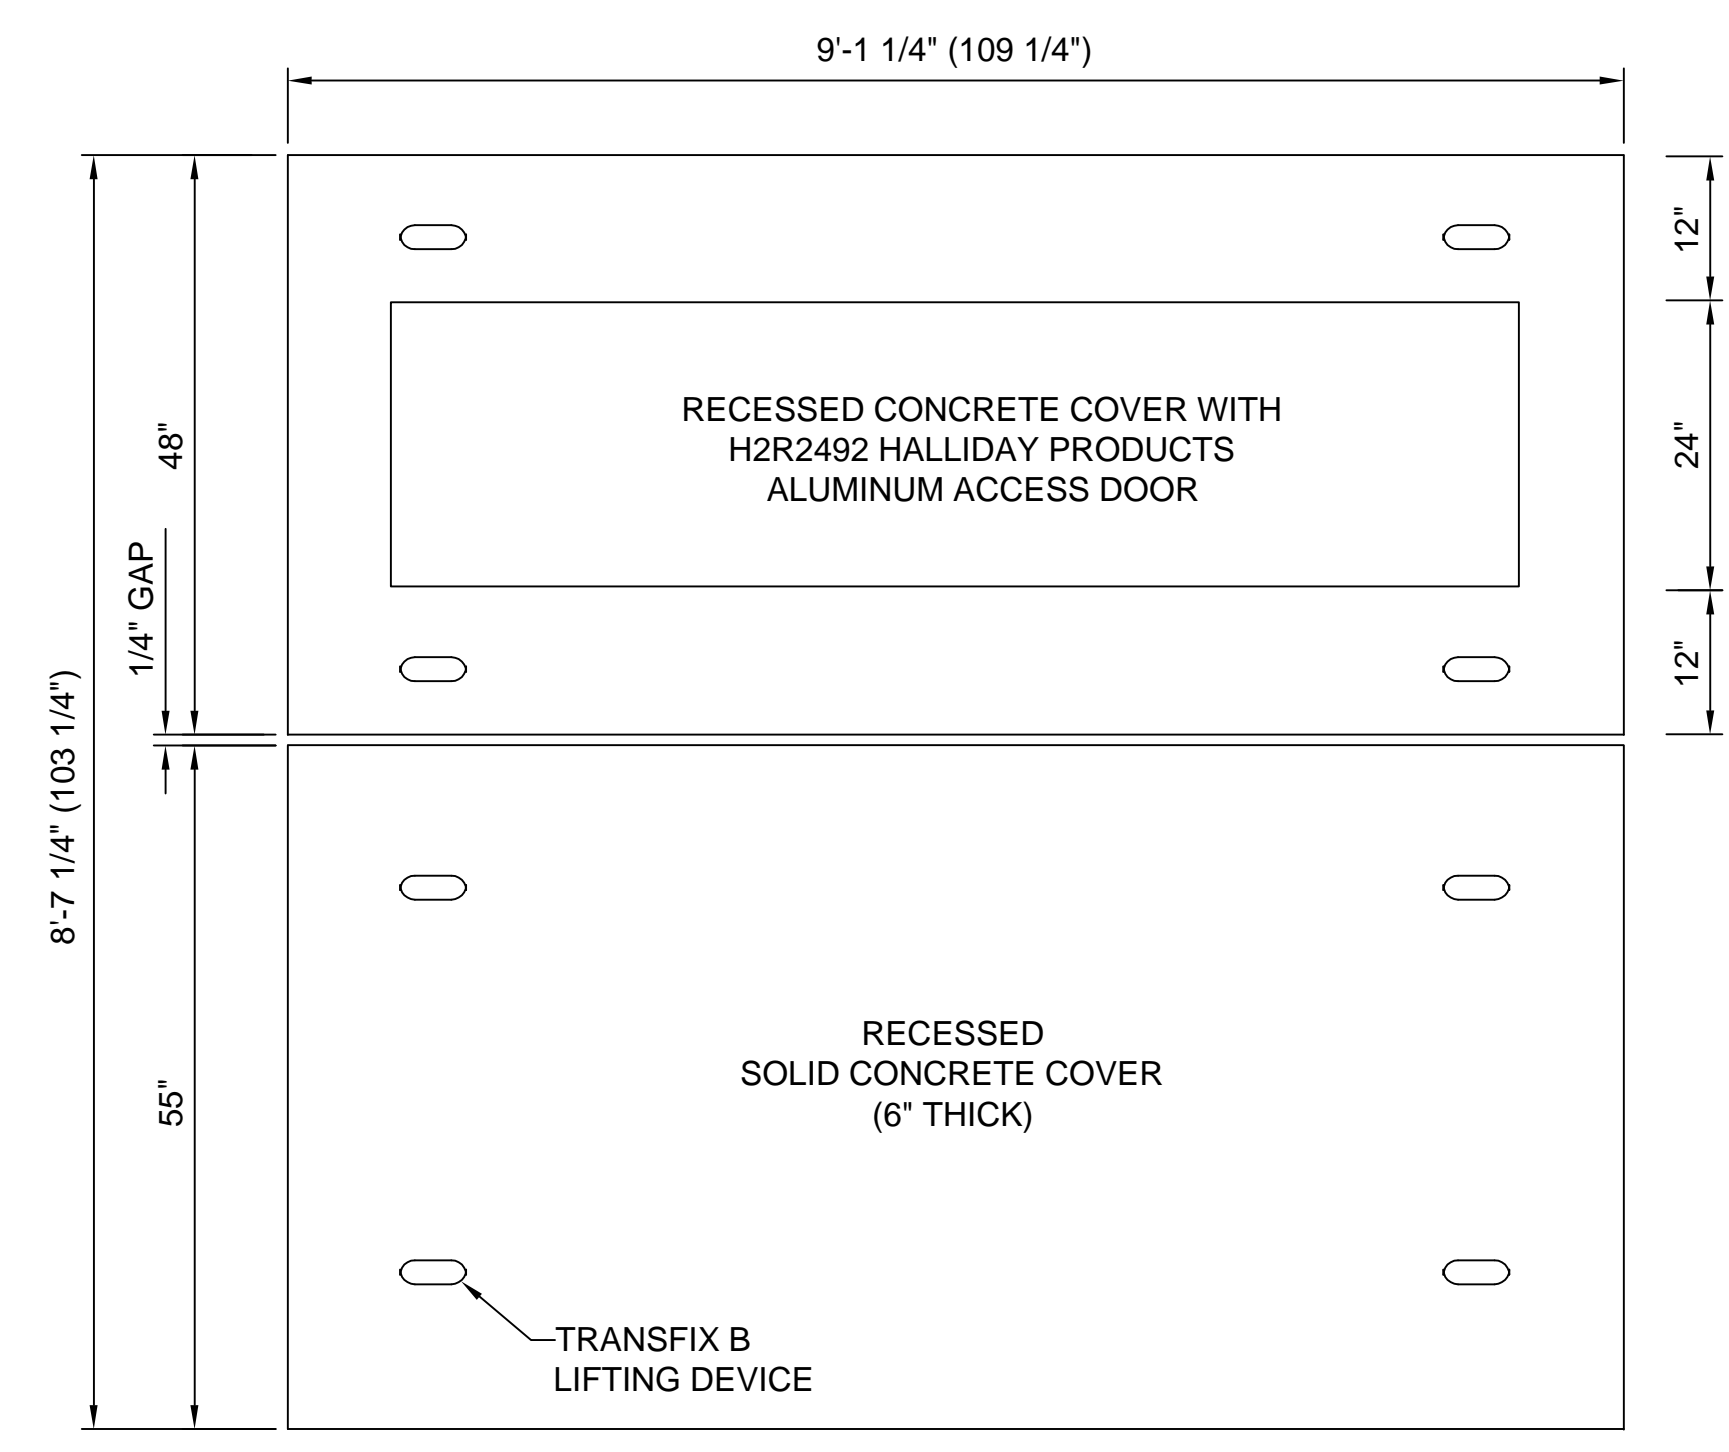 9'-1 1/4" (109 1/4")
12"
48"
RECESSED CONCRETE COVER WITH
H2R2492 HALLIDAY PRODUCTS
ALUMINUM ACCESS DOOR
24"
1/4" GAP
12"
8'-7 1/4" (103 1/4")
55"
RECESSED
SOLID CONCRETE COVER
(6" THICK)
TRANSFIX B
LIFTING DEVICE